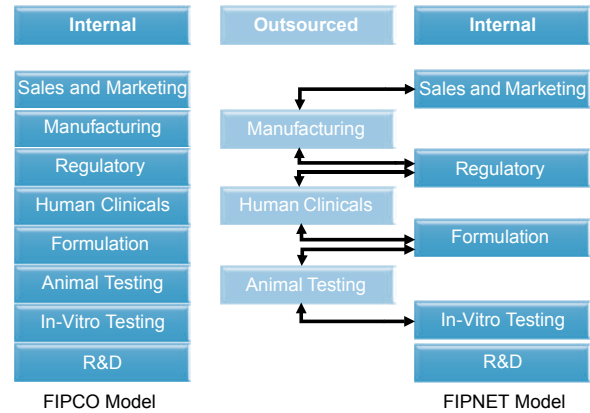 Internal
Outsourced
Internal
Sales and Marketing
Manufacturing
Regulatory
Human Clinicals
Formulation
Animal Testing
In-Vitro Testing
R&D
FIPCO Model
Manufacturing
Human Clinicals
Animal Testing
Sales and Marketing
Regulatory
Formulation
In-Vitro Testing
R&D
FIPNET Model